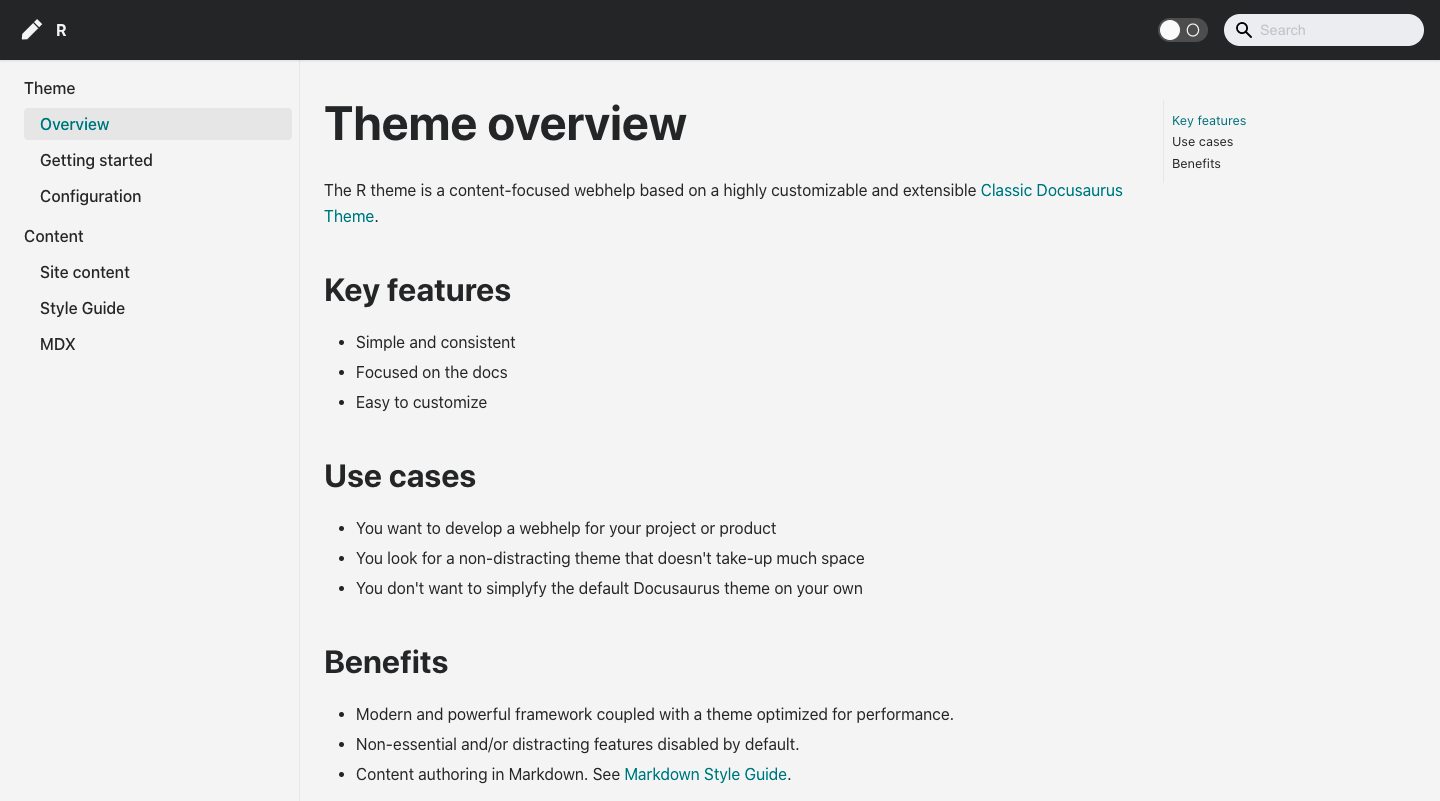 R
Search
Theme
Overview
Getting started
Configuration
Content
Site content
Style Guide
MDX
Theme overview
The R theme is a content-focused webhelp based on a highly customizable and extensible Classic Docusaurus
Theme.
Key features
Simple and consistent
Focused on the docs
Easy to customize
Use cases
You want to develop a webhelp for your project or product
You look for a non-distracting theme that doesn't take-up much space
You don't want to simplyfy the default Docusaurus theme on your own
Benefits
Modern and powerful framework coupled with a theme optimized for performance.
Non-essential and/or distracting features disabled by default.
Content authoring in Markdown. See Markdown Style Guide.
Key features
Use cases
Benefits